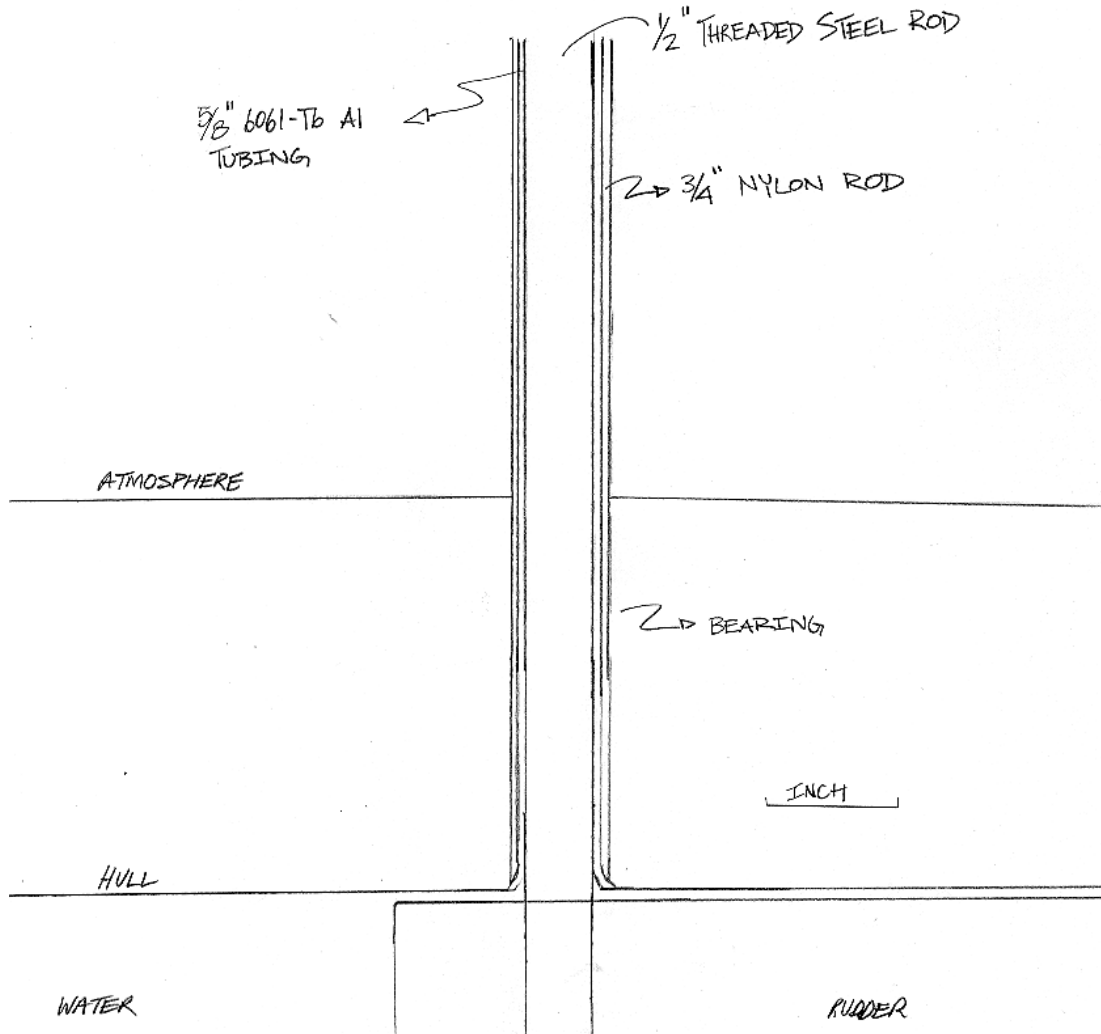 1/2" THREADED STEEL ROD
5/8" 6061-T6 Al
TUBING
3/4" NYLON ROD
ATMOSPHERE
BEARING
INCH
HULL
WATER
RUDDER